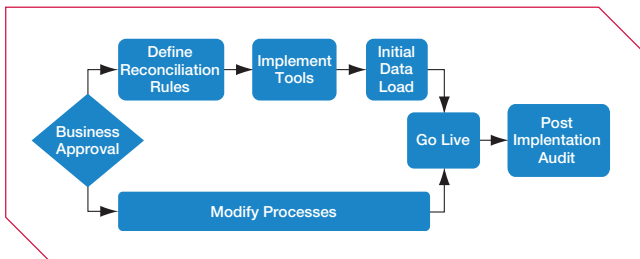 Define
Reconciliation
Rules
Implement
Tools
Initial
Data
Load
Business
Approval
Go Live
Post
Implentation
Audit
Modify Processes